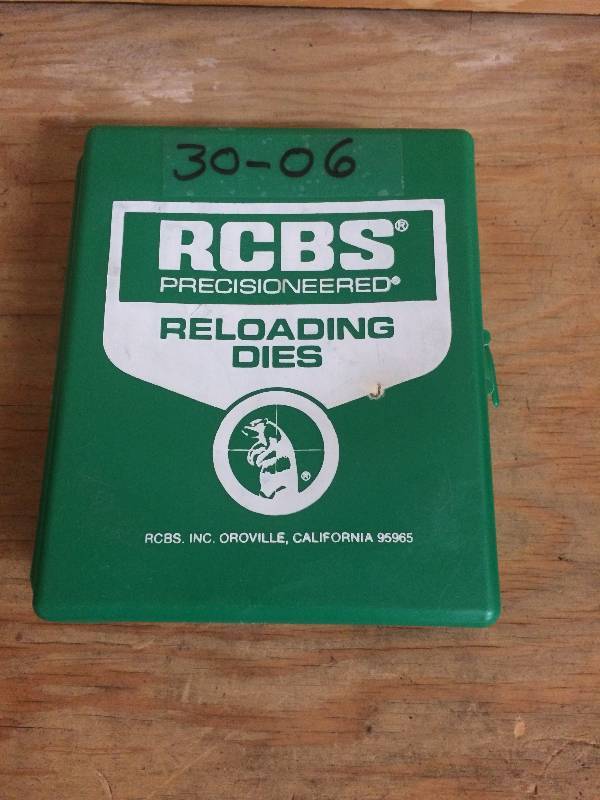 30-06
RCBS®
PRECISIONEERED®
RELOADING
DIES
®
RCBS. INC. OROVILLE, CALIFORNIA 95965